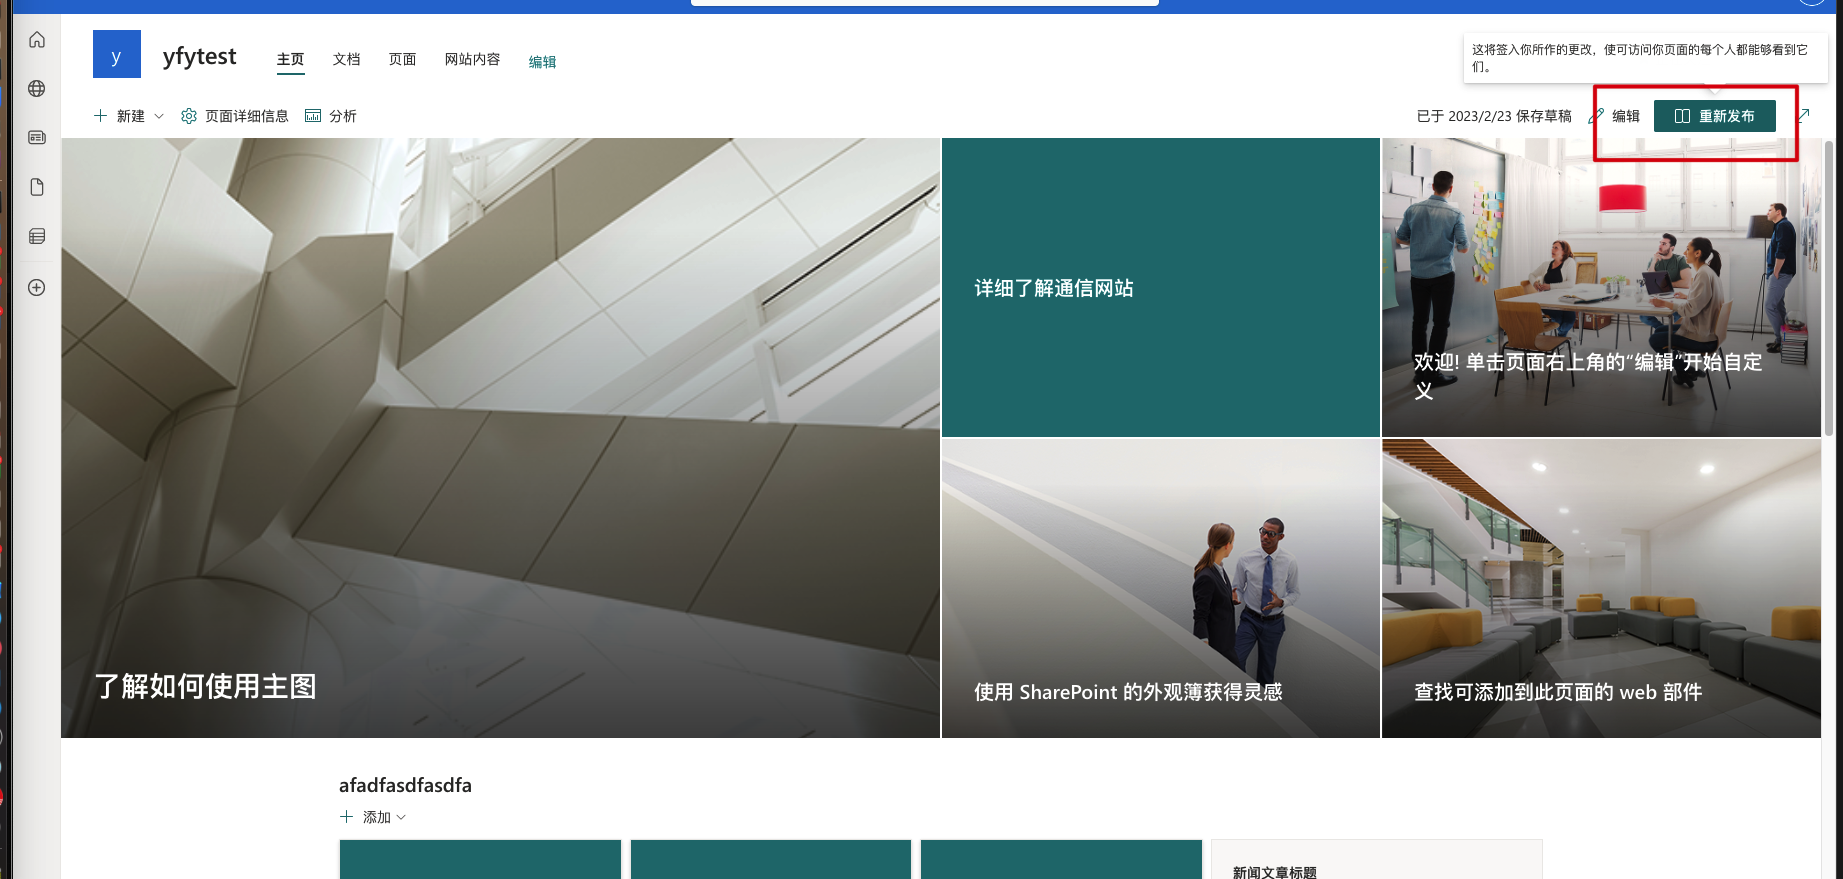 y
yfytest
主页
文档
页面
网站内容
编辑
这将签入你所作的更改，使可访问你页面的每个人都能够看到它
们。
新建
页面详细信息
分析
已于 2023/2/23 保存草稿
编辑
重新发布
了解如何使用主图
详细了解通信网站
欢迎! 单击页面右上角的“编辑”开始自定
义
使用 SharePoint 的外观簿获得灵感
查找可添加到此页面的 web 部件
afadfasdfasdfa
添加
新闻文章标题